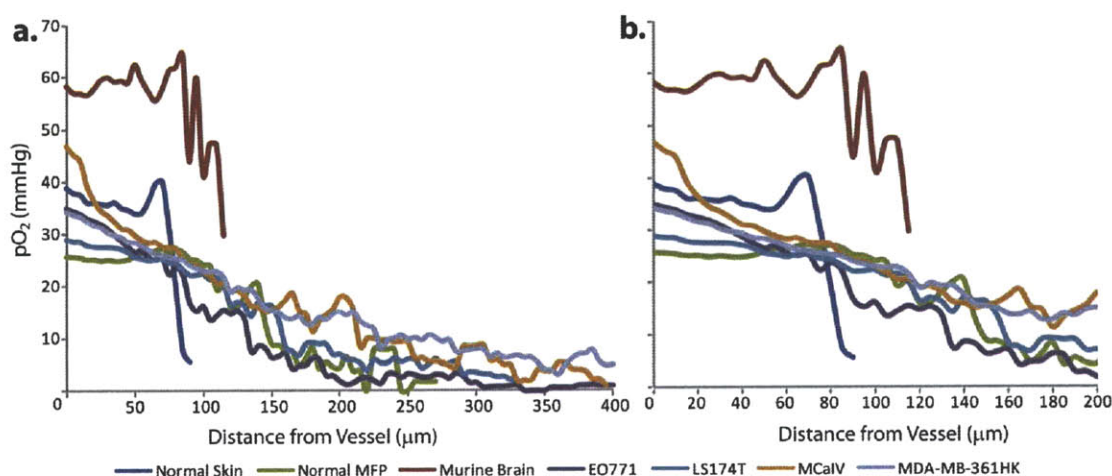 a.
b.
70
60
50
40
30
20
10
0
pO₂ (mmHg)
0 50 100 150 200 250 300 350 400
Distance from Vessel (μm)
0 20 40 60 80 100 120 140 160 180 200
Distance from Vessel (μm)
Normal Skin Normal MFP Murine Brain EO771 LS174T MCaIV MDA-MB-361HK